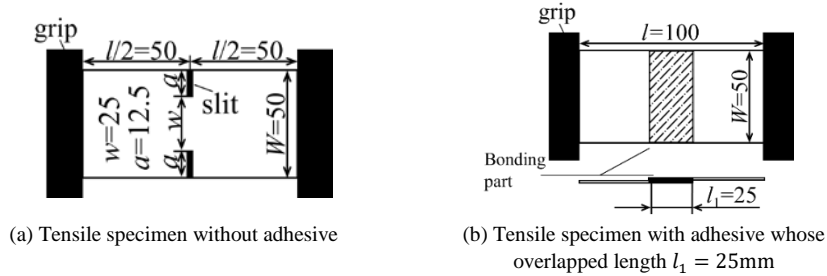 grip
l/2=50 l/2=50
a
slit
w=25
a=12.5
w
W=50
a
(a) Tensile specimen without adhesive
grip
l=100
W=50
Bonding
part
l₁=25
(b) Tensile specimen with adhesive whose
overlapped length l₁ = 25mm